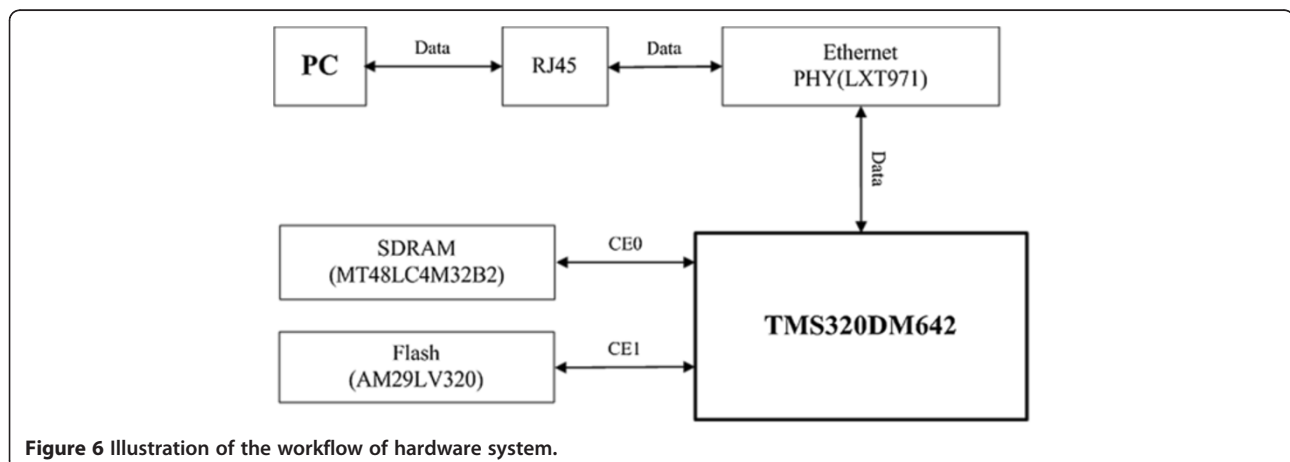 PC
Data
RJ45
Data
Ethernet
PHY(LXT971)
Data
SDRAM
(MT48LC4M32B2)
CE0
Flash
(AM29LV320)
CE1
TMS320DM642
Figure 6 Illustration of the workflow of hardware system.